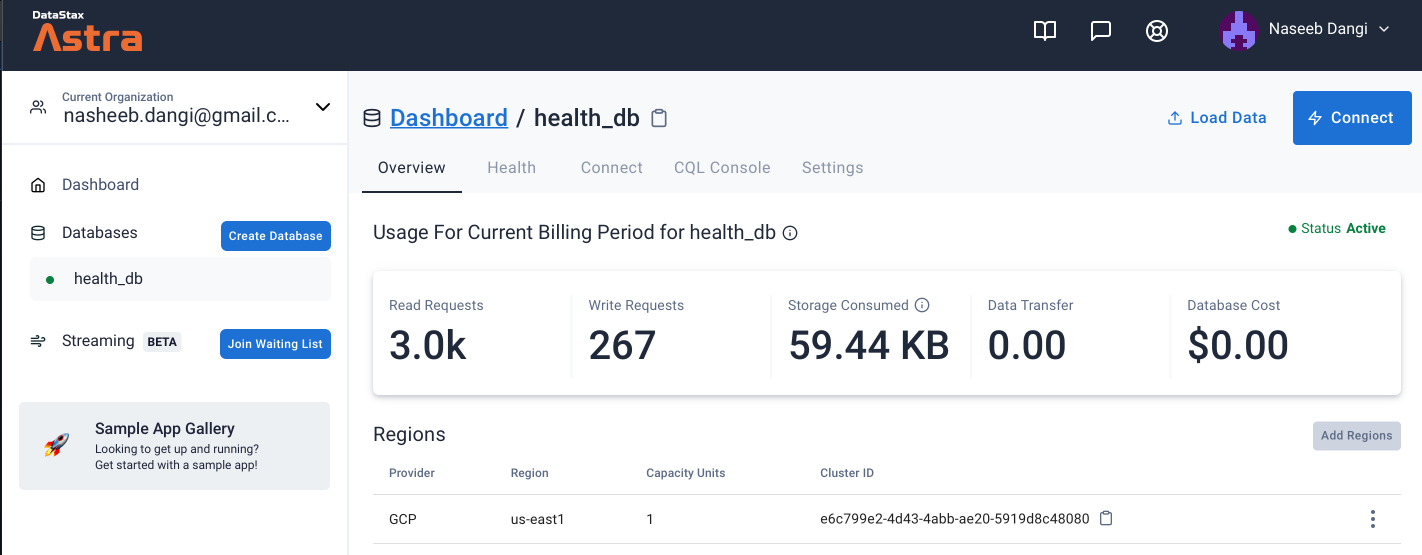 DataStax
Astra
Naseeb Dangi
Current Organization
nasheeb.dangi@gmail.c...
Dashboard
Databases
Create Database
health_db
Streaming BETA
Join Waiting List
Sample App Gallery
Looking to get up and running?
Get started with a sample app!
Dashboard / health_db
Load Data
Connect
Overview Health Connect CQL Console Settings
Usage For Current Billing Period for health_db
Status Active
Read Requests Write Requests Storage Consumed Data Transfer Database Cost
3.0k 267 59.44 KB 0.00 $0.00
Regions
Add Regions
Provider Region Capacity Units Cluster ID
GCP us-east1 1 e6c799e2-4d43-4abb-ae20-5919d8c48080